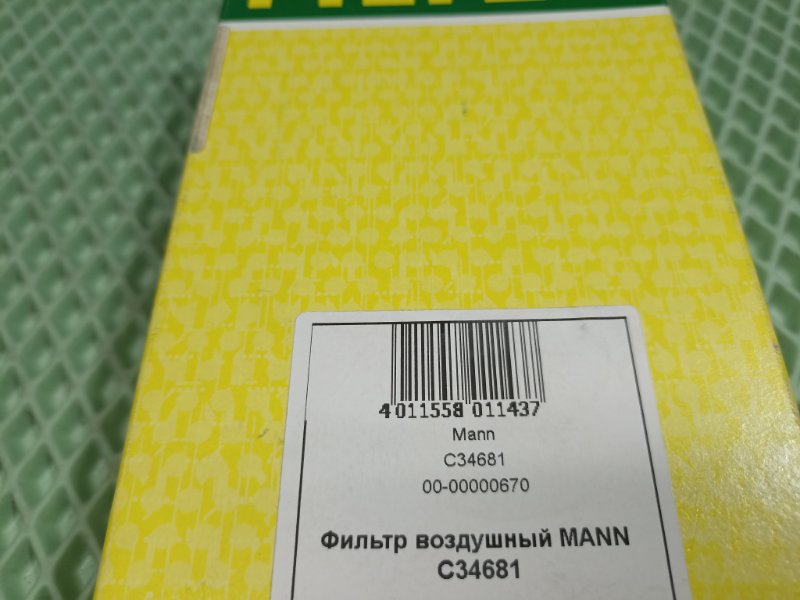 4 011558 011437
Mann
C34681
00-00000670
Фильтр воздушный MANN
C34681